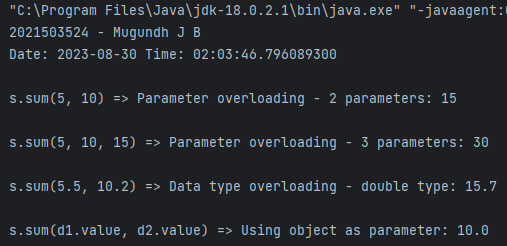 "C:\Program Files\Java\jdk-18.0.2.1\bin\java.exe" "-javaagent:
2021503524 - Mugundh J B
Date: 2023-08-30 Time: 02:03:46.796089300
s.sum(5, 10) => Parameter overloading - 2 parameters: 15
s.sum(5, 10, 15) => Parameter overloading - 3 parameters: 30
s.sum(5.5, 10.2) => Data type overloading - double type: 15.7
s.sum(d1.value, d2.value) => Using object as parameter: 10.0